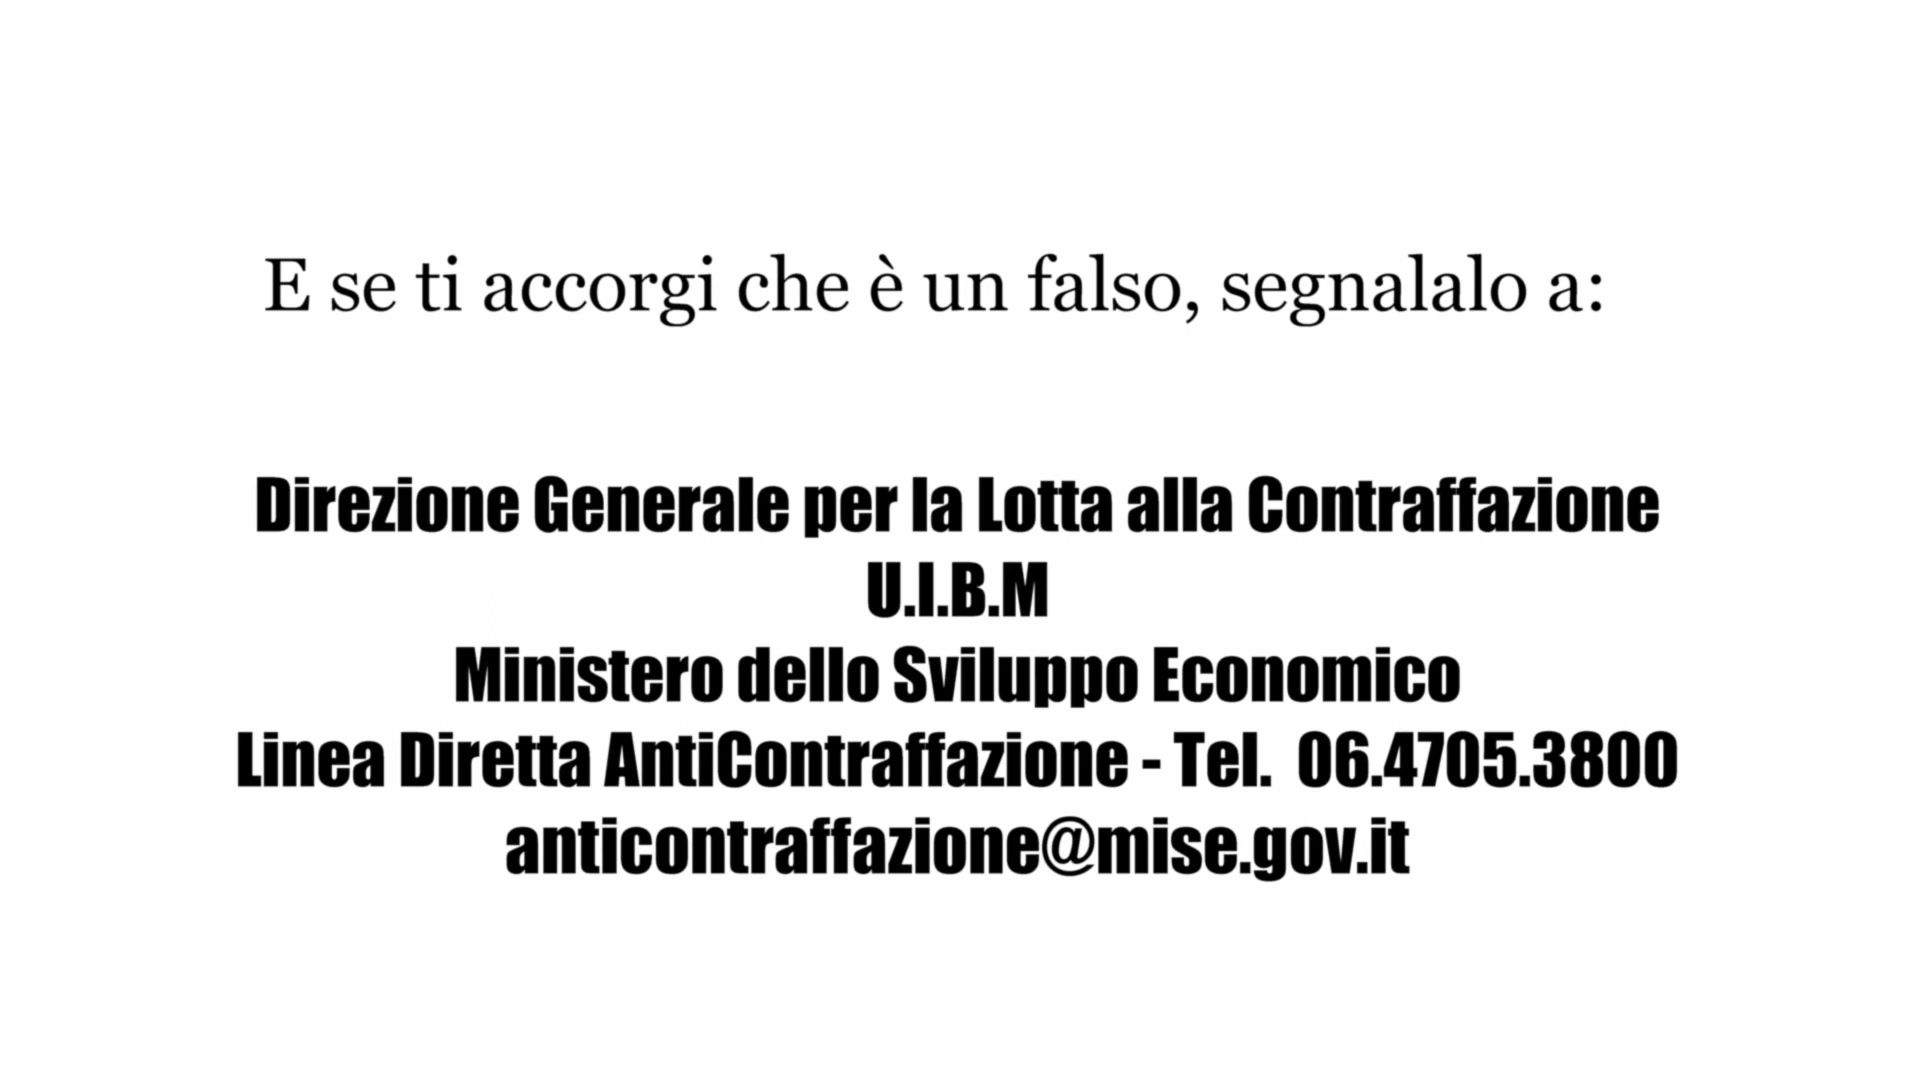 E se ti accorgi che è un falso, segnalalo a:
Direzione Generale per la Lotta alla Contraffazione
U.I.B.M
Ministero dello Sviluppo Economico
Linea Diretta AntiContraffazione - Tel.  06.4705.3800
anticontraffazione@mise.gov.it